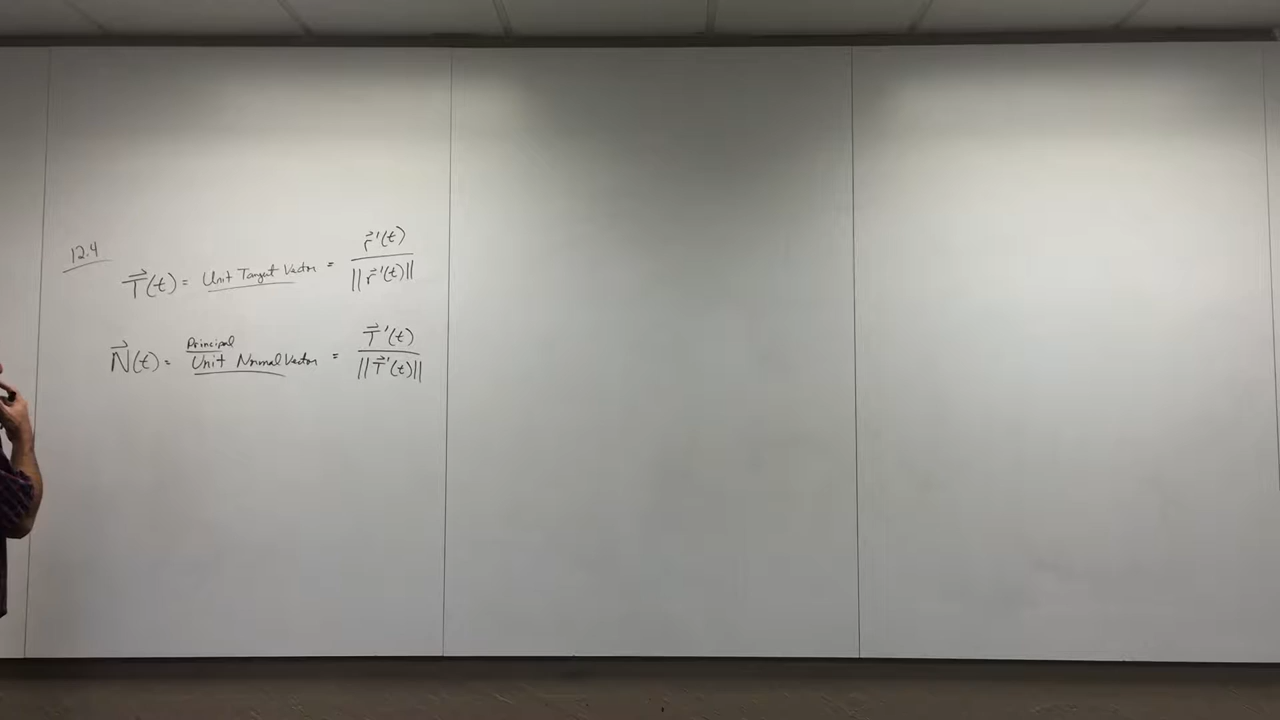 12.4
T⃗(t) = Unit Tangent Vector = r⃗'(t) / ||r⃗'(t)||
N⃗(t) = Principal Unit Normal Vector = T⃗'(t) / ||T⃗'(t)||